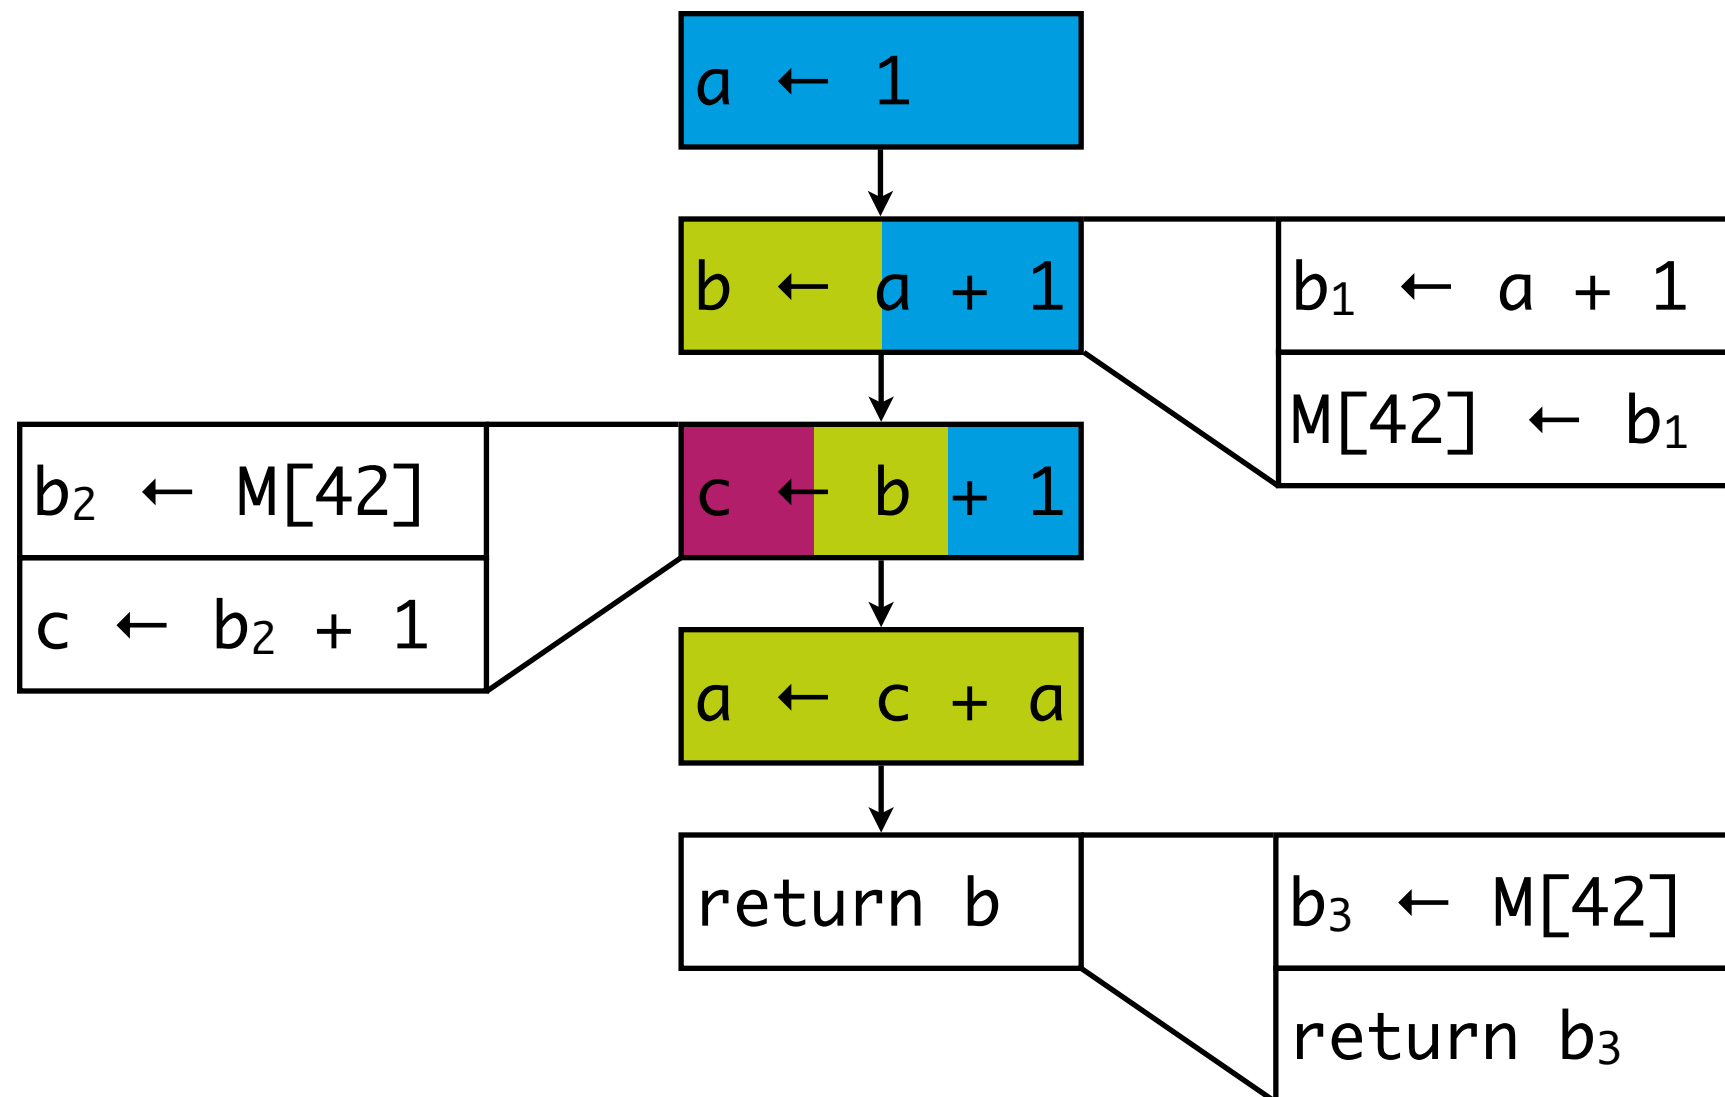 a ← 1
b ← a + 1
b₁ ← a + 1
M[42] ← b₁
b₂ ← M[42]
c ← b₂ + 1
c ← b + 1
a ← c + a
return b
b₃ ← M[42]
return b₃